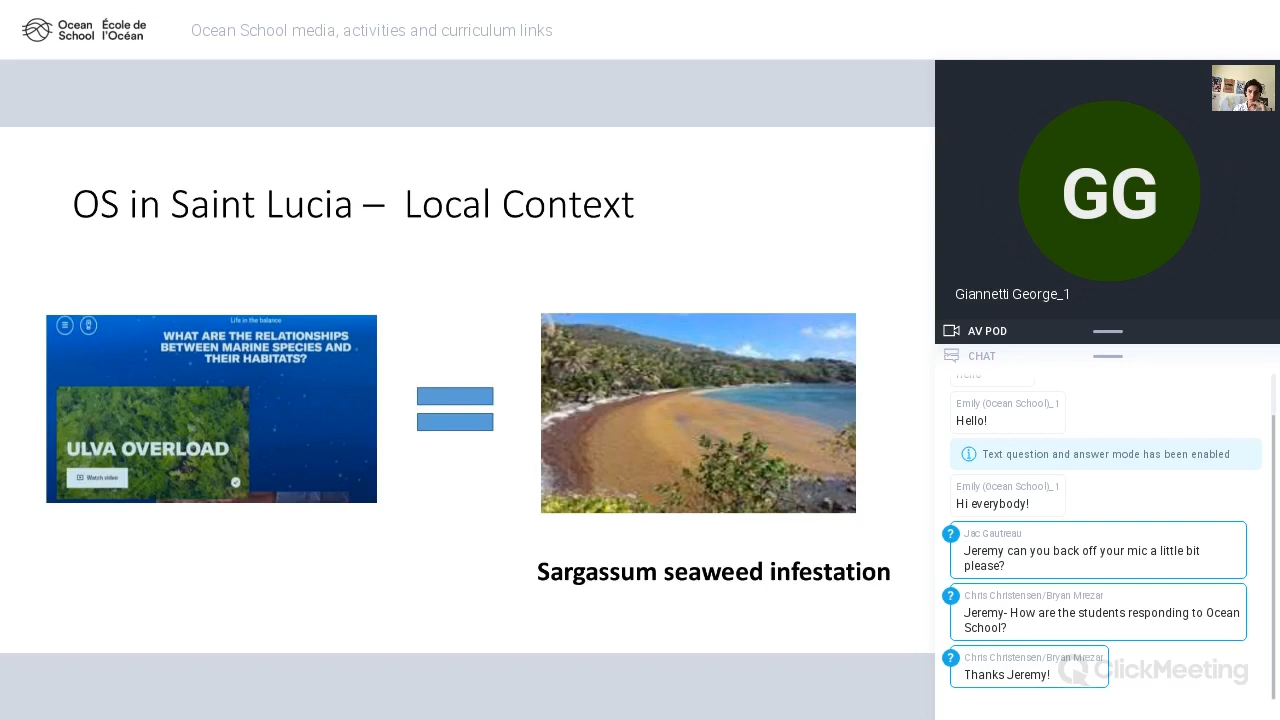 Ocean School École de l'Océan
Ocean School media, activities and curriculum links
OS in Saint Lucia – Local Context
Life in the balance
WHAT ARE THE RELATIONSHIPS
BETWEEN MARINE SPECIES AND
THEIR HABITATS?
ULVA OVERLOAD
Watch video
Sargassum seaweed infestation
GG
Giannetti George_1
AV POD
CHAT
Hello
Emily (Ocean School)_1
Hello!
Text question and answer mode has been enabled
Emily (Ocean School)_1
Hi everybody!
? Jac Gautreau
Jeremy can you back off your mic a little bit
please?
? Chris Christensen/Bryan Mrezar
Jeremy- How are the students responding to Ocean
School?
? Chris Christensen/Bryan Mrezar
Thanks Jeremy!
ClickMeeting